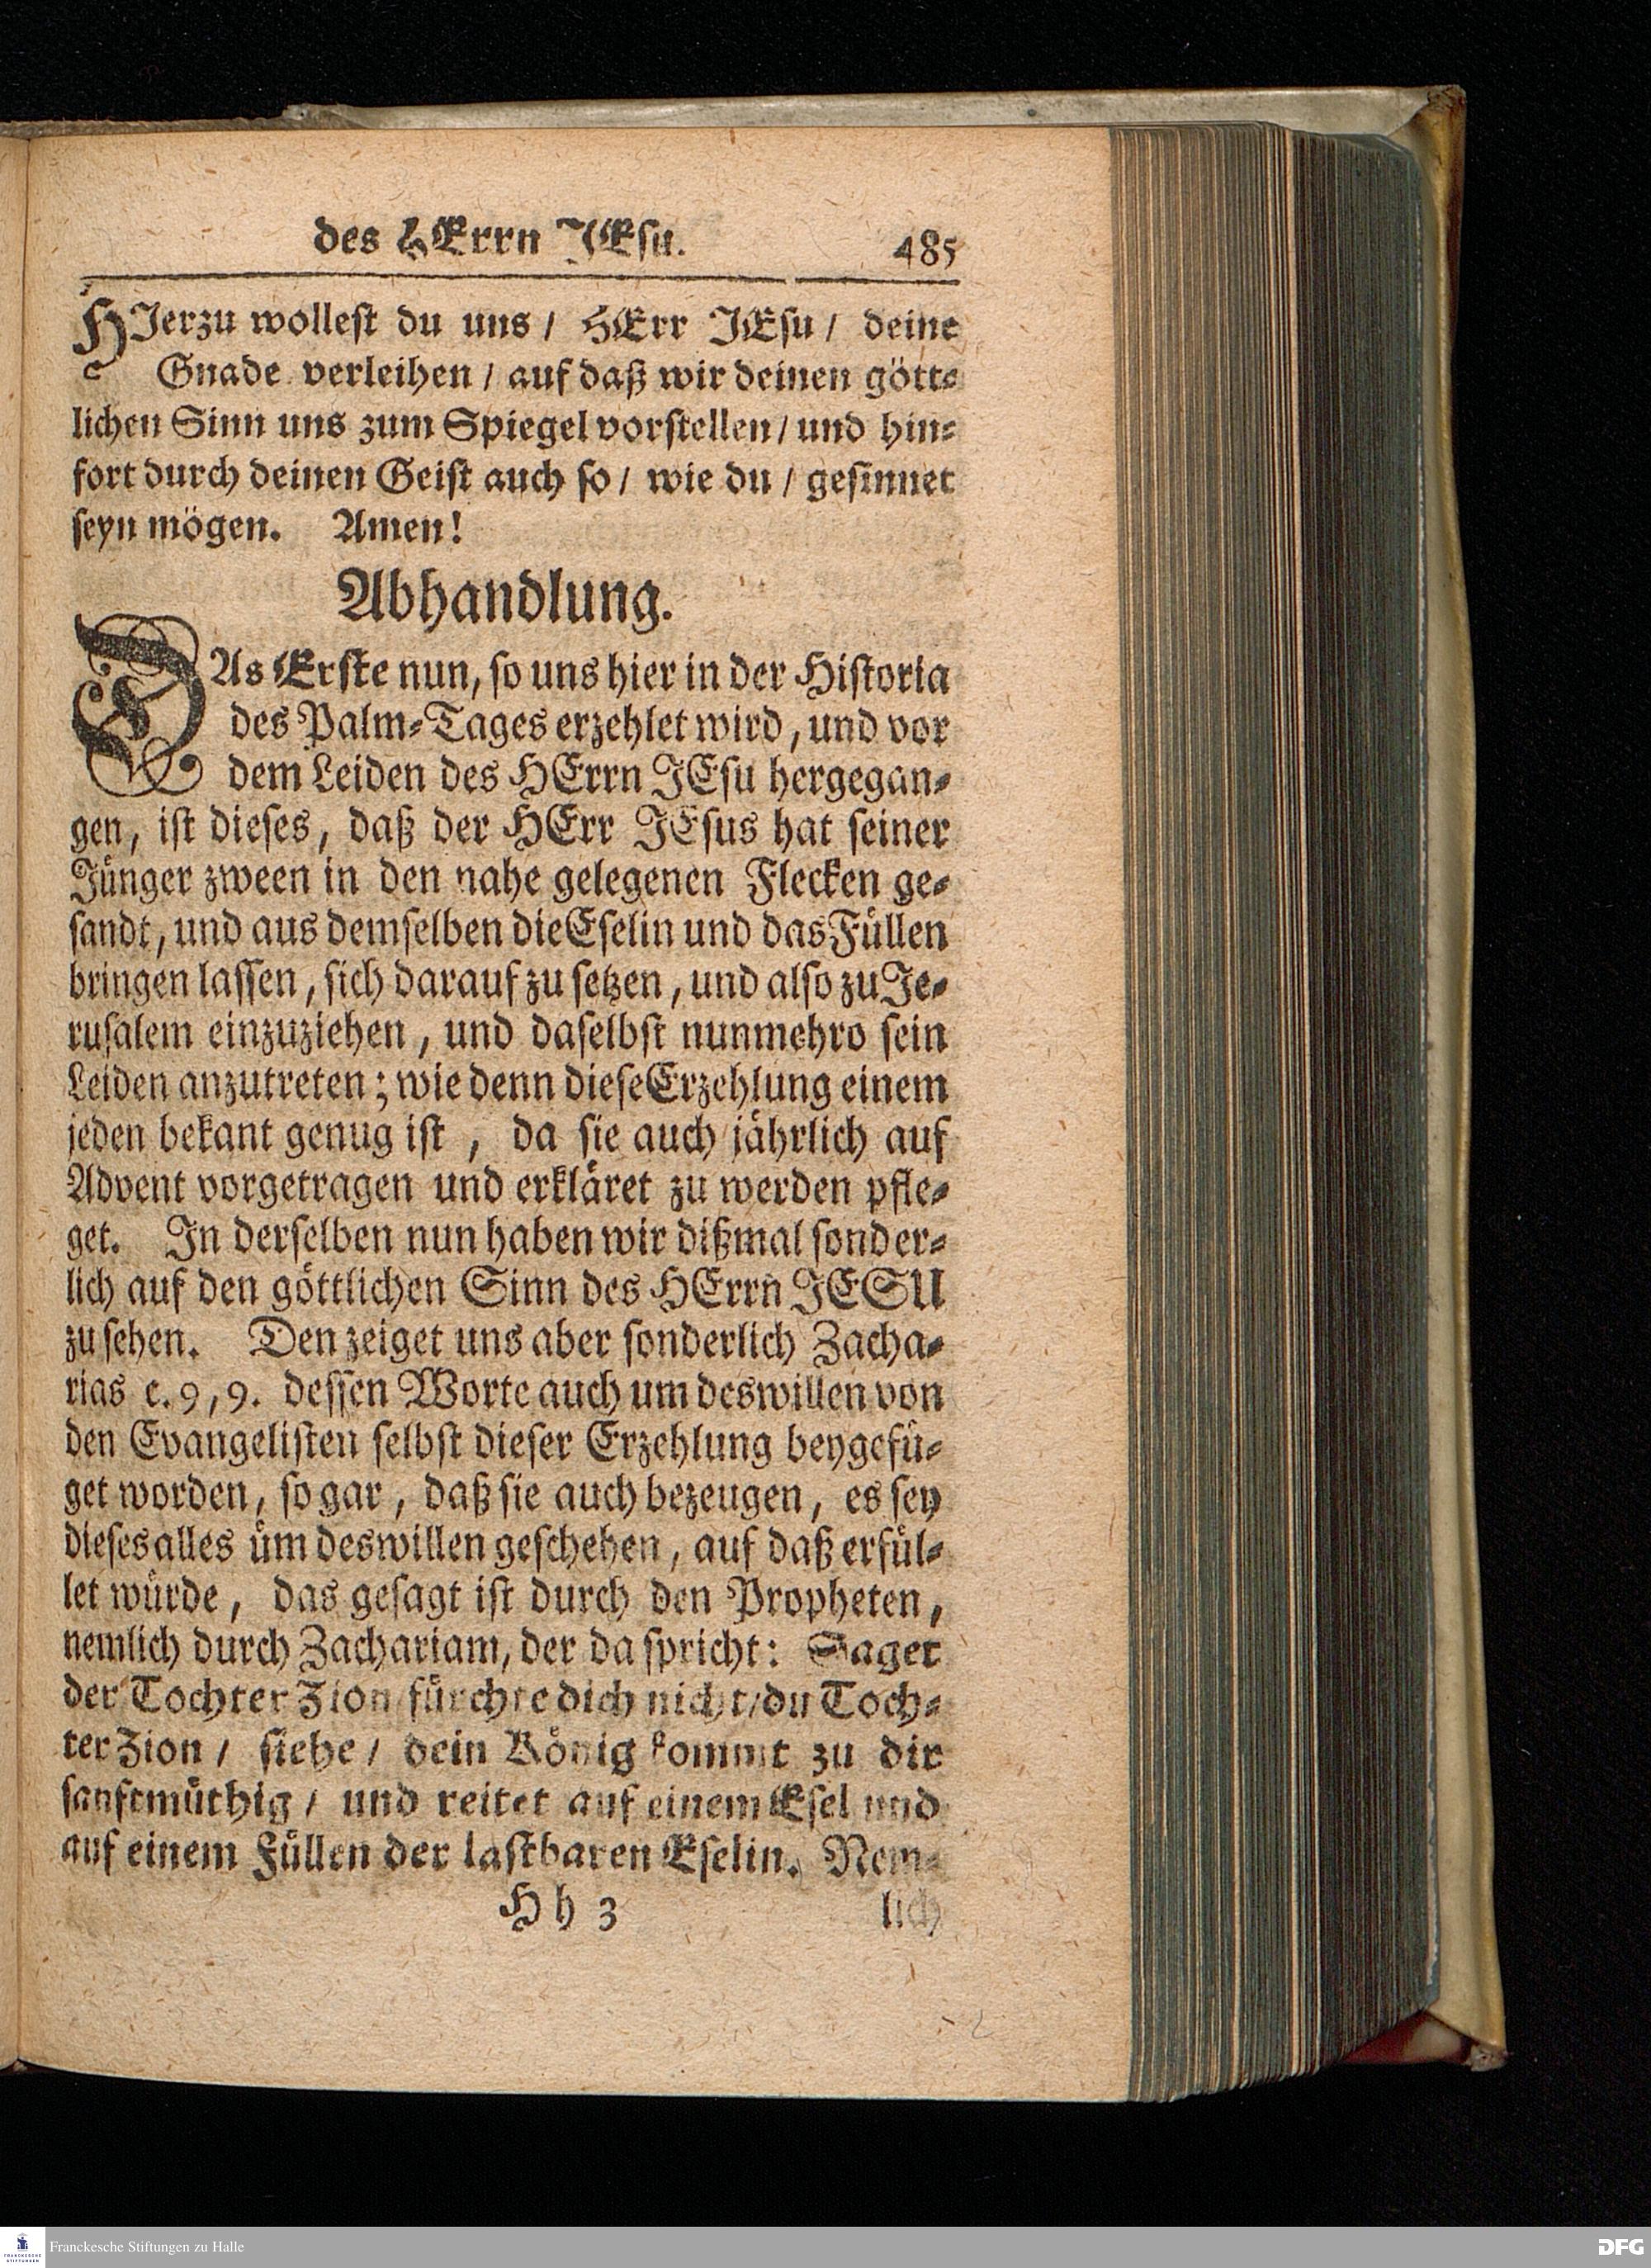 des HErrn JEsu. 485
HJerzu wollest du uns / HErr JEsu / deine
Gnade verleihen / auf daß wir deinen gött⸗
lichen Sinn uns zum Spiegel vorstellen / und hin⸗
fort durch deinen Geist auch so / wie du / gesinnet
seyn mögen. Amen!
Abhandlung.
DAs Erste nun, so uns hier in der Historia
des Palm⸗Tages erzehlet wird, und vor
dem Leiden des HErrn JEsu hergegan⸗
gen, ist dieses, daß der HErr JEsus hat seiner
Jünger zween in den nahe gelegenen Flecken ge⸗
sandt, und aus demselben die Eselin und das Füllen
bringen lassen, sich darauf zu setzen, und also zu Je⸗
rusalem einzuziehen, und daselbst nunmehro sein
Leiden anzutreten; wie denn diese Erzehlung einem
jeden bekant genug ist, da sie auch jährlich auf
Advent vorgetragen und erkläret zu werden pfle⸗
get. In derselben nun haben wir dißmal sonder⸗
lich auf den göttlichen Sinn des HErrn JESU
zu sehen. Den zeiget uns aber sonderlich Zacha⸗
rias c. 9, 9. dessen Worte auch um deswillen von
den Evangelisten selbst dieser Erzehlung beygefü⸗
get worden, so gar, daß sie auch bezeugen, es sey
dieses alles üm deswillen geschehen, auf daß erfül⸗
let würde, das gesagt ist durch den Propheten,
nemlich durch Zachariam, der da spricht: Saget
der Tochter Zion / fürchte dich nicht / du Toch⸗
ter Zion / siehe / dein König kommt zu dir
sanftmüthig / und reitet auf einem Esel und
auf einem Füllen der lastbaren Eselin. Nem⸗
Hh 3 lich
Franckesche Stiftungen zu Halle
DFG
FRANCKESCHE
STIFTUNGEN